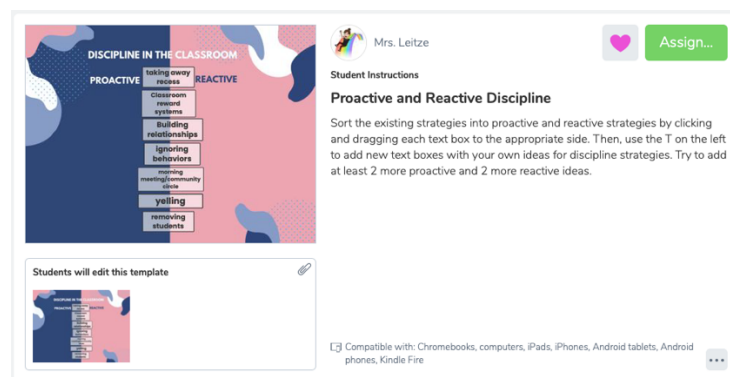 DISCIPLINE IN THE CLASSROOM
PROACTIVE
REACTIVE
taking away
recess
Classroom
reward
systems
Building
relationships
ignoring
behaviors
morning
meeting/community
circle
yelling
removing
students
Students will edit this template
Mrs. Leitze
Assign...
Student Instructions
Proactive and Reactive Discipline
Sort the existing strategies into proactive and reactive strategies by clicking
and dragging each text box to the appropriate side. Then, use the T on the left
to add new text boxes with your own ideas for discipline strategies. Try to add
at least 2 more proactive and 2 more reactive ideas.
Compatible with: Chromebooks, computers, iPads, iPhones, Android tablets, Android
phones, Kindle Fire